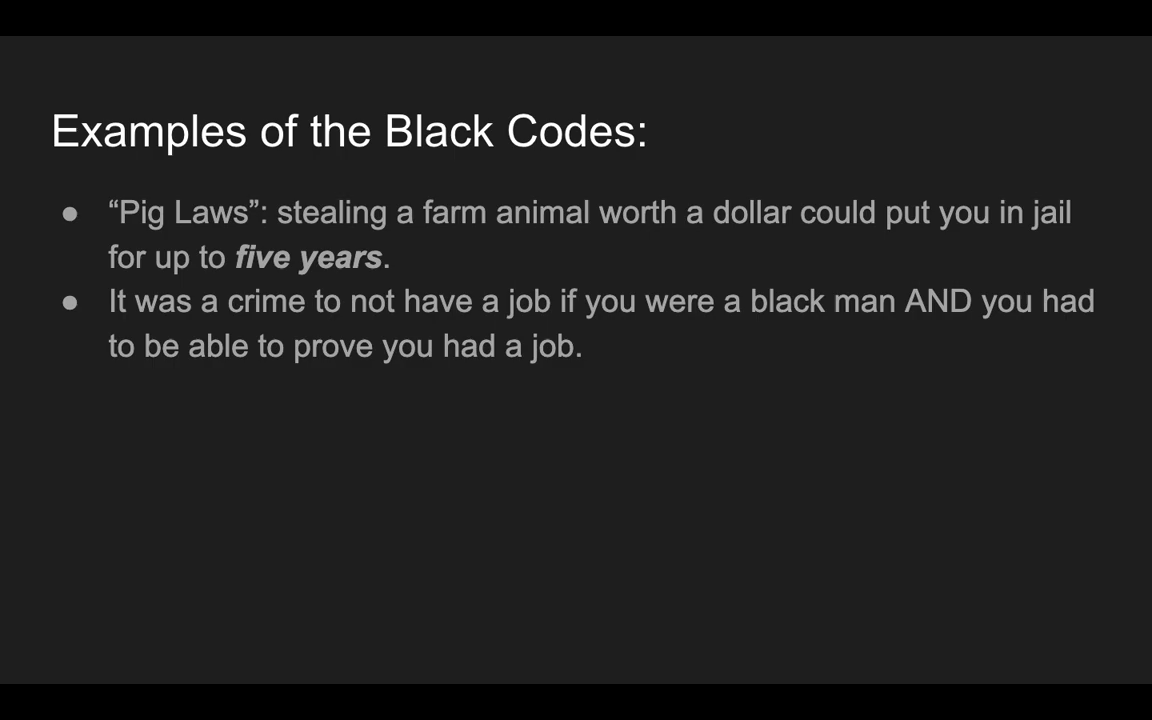 Examples of the Black Codes:
● “Pig Laws”: stealing a farm animal worth a dollar could put you in jail
for up to five years.
● It was a crime to not have a job if you were a black man AND you had
to be able to prove you had a job.